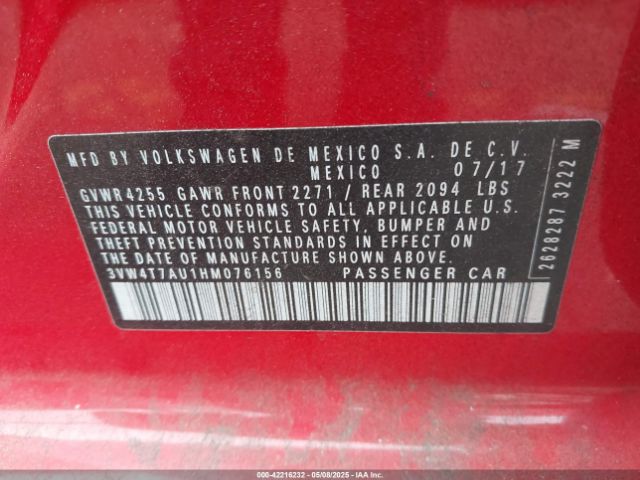 MFD BY VOLKSWAGEN DE MEXICO S.A. DE C.V.
MEXICO 07/17
GVWR 4255 GAWR FRONT 2271 / REAR 2094 LBS
THIS VEHICLE CONFORMS TO ALL APPLICABLE U.S.
FEDERAL MOTOR VEHICLE SAFETY, BUMPER AND
THEFT PREVENTION STANDARDS IN EFFECT ON THE
DATE OF MANUFACTURE SHOWN ABOVE.
3VW4T7AU1HM076156 PASSENGER CAR
2628287 3222 M
000-42216232 - 05/08/2025 - IAA Inc.